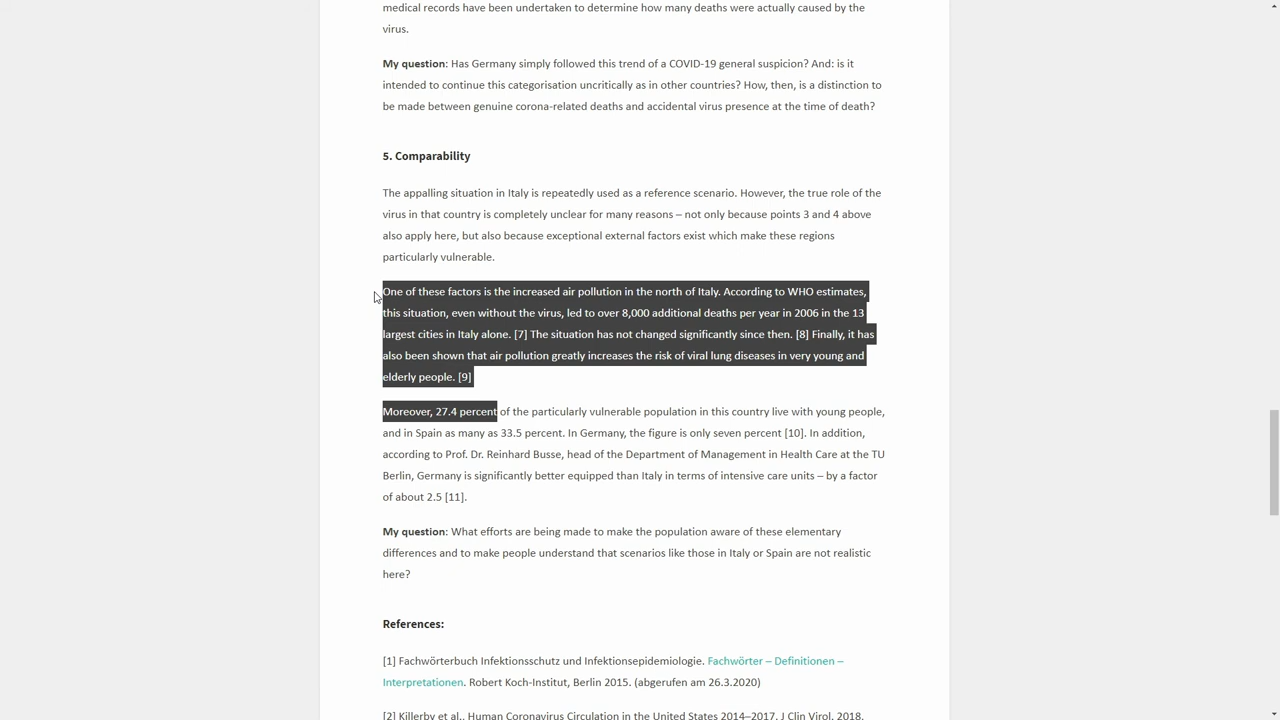 medical records have been undertaken to determine how many deaths were actually caused by the
virus.
My question: Has Germany simply followed this trend of a COVID-19 general suspicion? And: is it
intended to continue this categorisation uncritically as in other countries? How, then, is a distinction to
be made between genuine corona-related deaths and accidental virus presence at the time of death?
5. Comparability
The appalling situation in Italy is repeatedly used as a reference scenario. However, the true role of the
virus in that country is completely unclear for many reasons – not only because points 3 and 4 above
also apply here, but also because exceptional external factors exist which make these regions
particularly vulnerable.
One of these factors is the increased air pollution in the north of Italy. According to WHO estimates,
this situation, even without the virus, led to over 8,000 additional deaths per year in 2006 in the 13
largest cities in Italy alone. [7] The situation has not changed significantly since then. [8] Finally, it has
also been shown that air pollution greatly increases the risk of viral lung diseases in very young and
elderly people. [9]
Moreover, 27.4 percent of the particularly vulnerable population in this country live with young people,
and in Spain as many as 33.5 percent. In Germany, the figure is only seven percent [10]. In addition,
according to Prof. Dr. Reinhard Busse, head of the Department of Management in Health Care at the TU
Berlin, Germany is significantly better equipped than Italy in terms of intensive care units – by a factor
of about 2.5 [11].
My question: What efforts are being made to make the population aware of these elementary
differences and to make people understand that scenarios like those in Italy or Spain are not realistic
here?
References:
[1] Fachwörterbuch Infektionsschutz und Infektionsepidemiologie. Fachwörter – Definitionen –
Interpretationen. Robert Koch-Institut, Berlin 2015. (abgerufen am 26.3.2020)
[2] Killerby et al., Human Coronavirus Circulation in the United States 2014–2017. J Clin Virol. 2018,